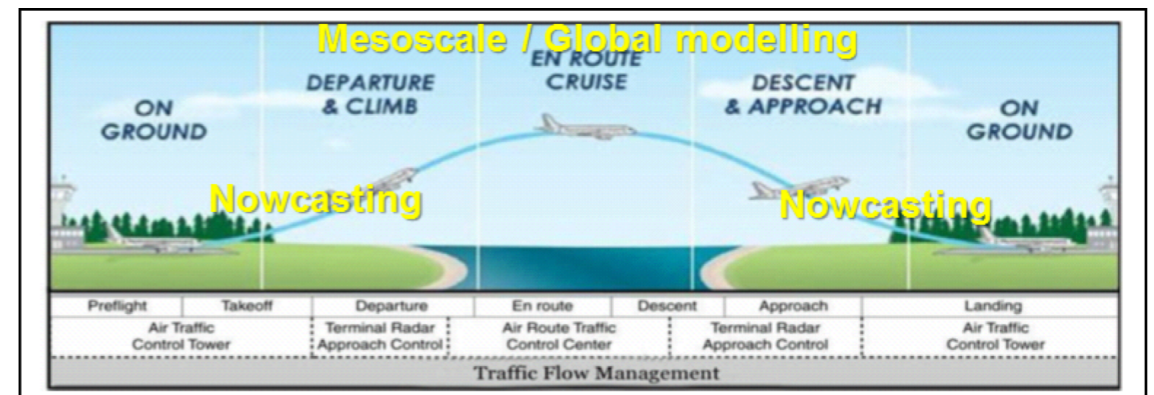 Mesoscale / Global modelling
ON
GROUND
DEPARTURE
& CLIMB
EN ROUTE
CRUISE
DESCENT
& APPROACH
ON
GROUND
Nowcasting
Nowcasting
Preflight
Takeoff
Departure
En route
Descent
Approach
Landing
Air Traffic
Control Tower
Terminal Radar
Approach Control
Air Route Traffic
Control Center
Terminal Radar
Approach Control
Air Traffic
Control Tower
Traffic Flow Management